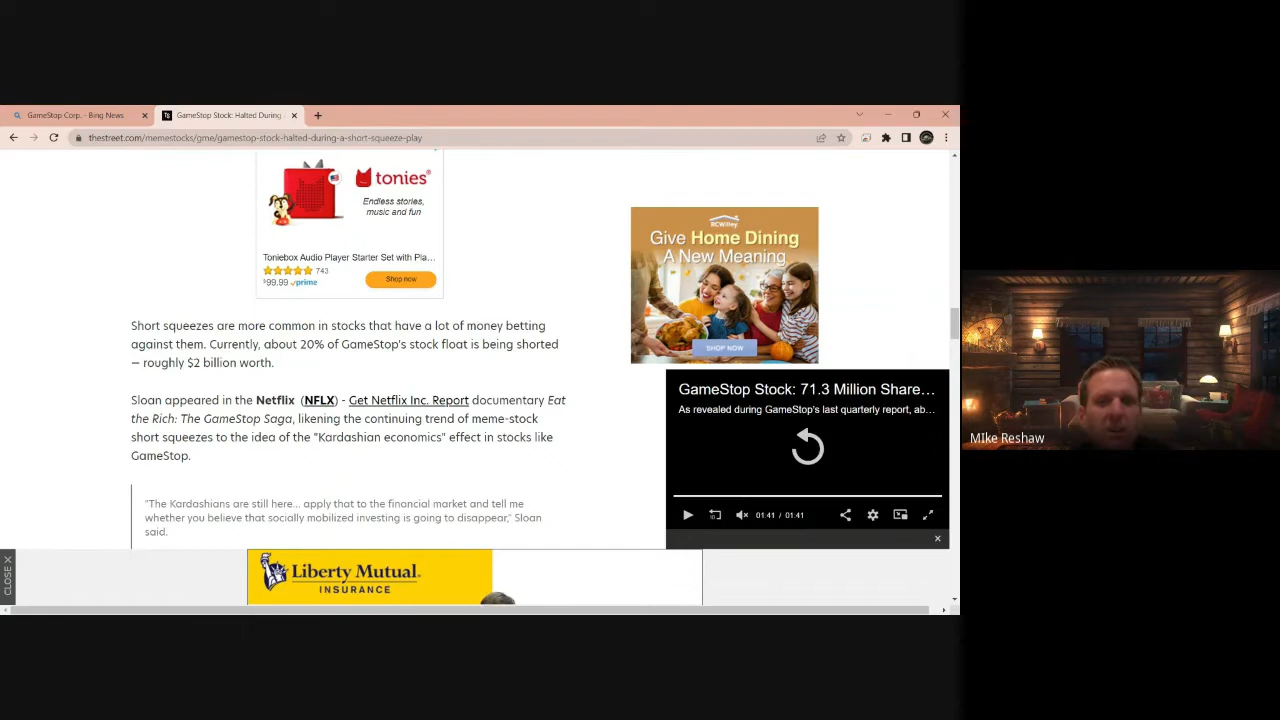 GameStop Corp. - Bing News
GameStop Stock: Halted During
thestreet.com/memestocks/gme/gamestop-stock-halted-during-a-short-squeeze-play
tonies®
Endless stories,
music and fun
Toniebox Audio Player Starter Set with Pla...
743
$99.99 prime
Shop now
RCWilley
Give Home Dining
A New Meaning
SHOP NOW
Short squeezes are more common in stocks that have a lot of money betting
against them. Currently, about 20% of GameStop's stock float is being shorted
— roughly $2 billion worth.
Sloan appeared in the Netflix (NFLX) - Get Netflix Inc. Report documentary Eat
the Rich: The GameStop Saga, likening the continuing trend of meme-stock
short squeezes to the idea of the "Kardashian economics" effect in stocks like
GameStop.
"The Kardashians are still here... apply that to the financial market and tell me
whether you believe that socially mobilized investing is going to disappear," Sloan
said.
GameStop Stock: 71.3 Million Share...
As revealed during GameStop's last quarterly report, ab...
10
01:41 / 01:41
CLOSE X
Liberty Mutual.
INSURANCE
MIke Reshaw